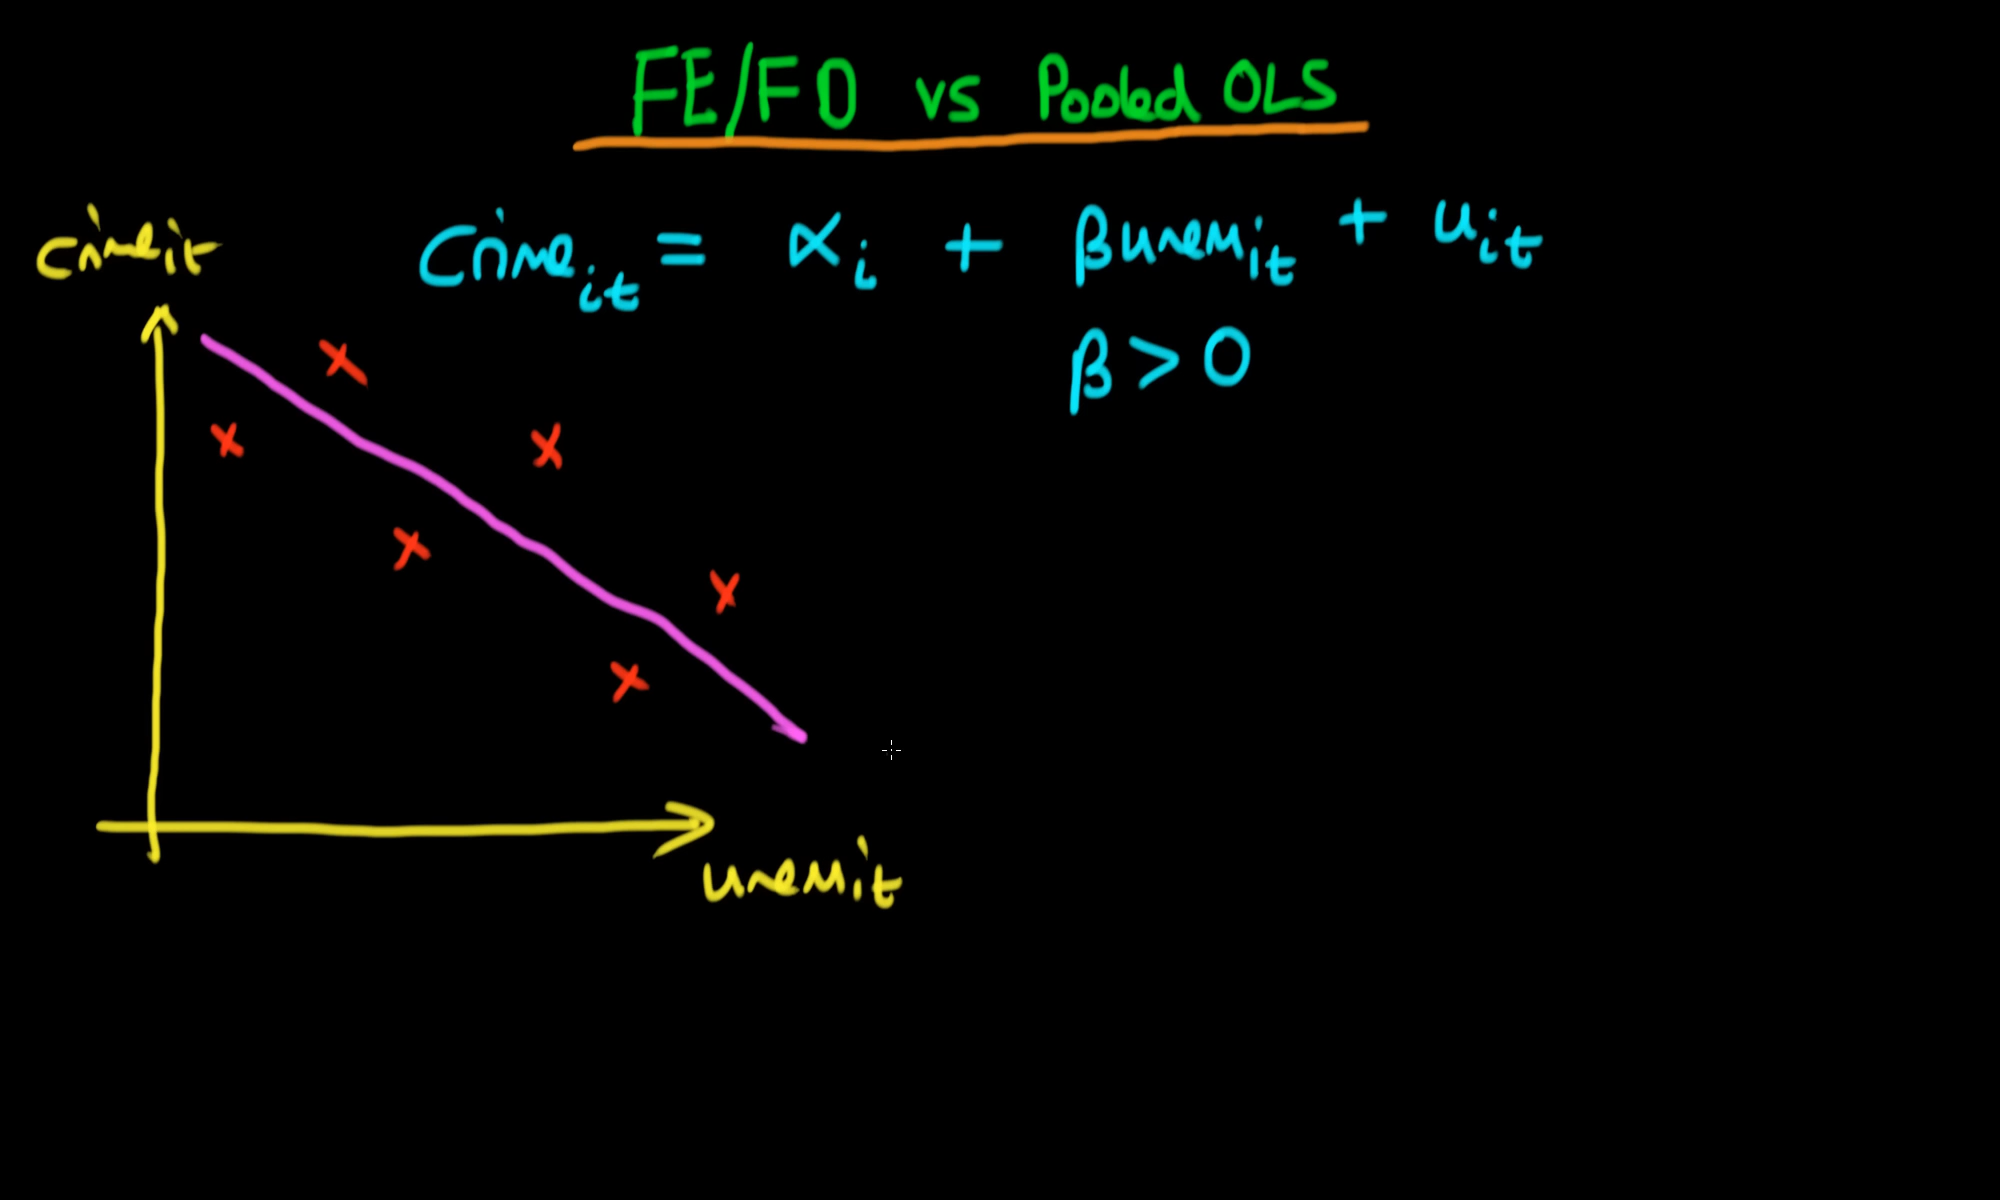 FE/FD vs Pooled OLS
crimeit
Crimeit = αi + βunemit + uit
β > 0
unemit